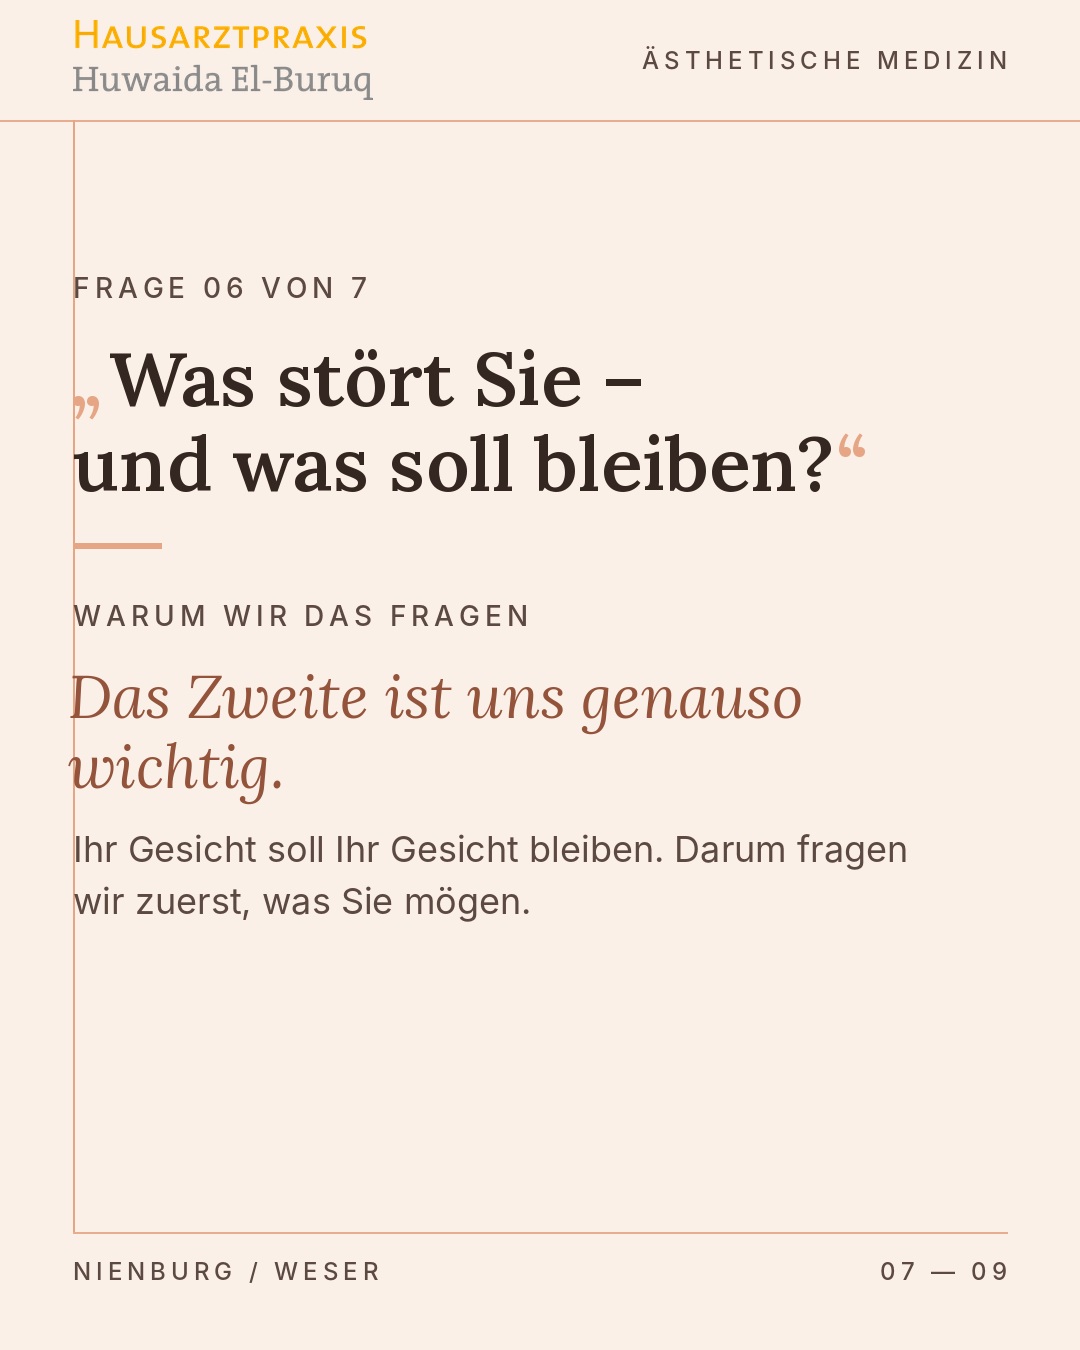 Hausarztpraxis
Huwaida El-Buruq
ÄSTHETISCHE MEDIZIN
FRAGE 06 VON 7
„Was stört Sie –
und was soll bleiben?“
WARUM WIR DAS FRAGEN
Das Zweite ist uns genauso
wichtig.
Ihr Gesicht soll Ihr Gesicht bleiben. Darum fragen
wir zuerst, was Sie mögen.
NIENBURG / WESER
07 — 09